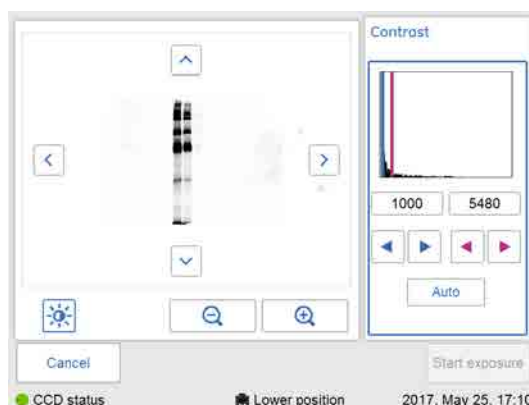 Contrast
1000 5480
Auto
Cancel
Start exposure
CCD status
Lower position
2017, May 25, 17:10